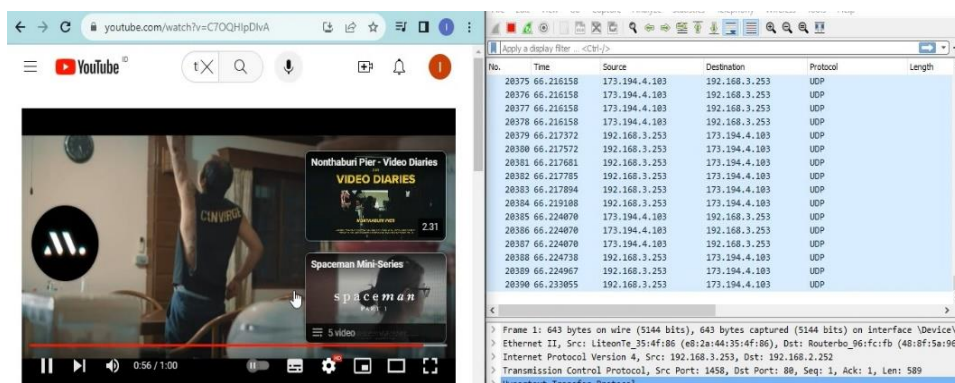 youtube.com/watch?v=C7OQHlpDlvA
YouTube ID
t
Nonthaburi Pier - Video Diaries
VIDEO DIARIES
NONTHABURI PIER
2.31
CONVERGE
Spaceman Mini-Series
spaceman
PART 1
5 video
0:56 / 1:00
HD
Apply a display filter ... <Ctrl-/>
No. Time Source Destination Protocol Length
20375 66.216158 173.194.4.103 192.168.3.253 UDP
20376 66.216158 173.194.4.103 192.168.3.253 UDP
20377 66.216158 173.194.4.103 192.168.3.253 UDP
20378 66.216158 173.194.4.103 192.168.3.253 UDP
20379 66.217372 192.168.3.253 173.194.4.103 UDP
20380 66.217572 192.168.3.253 173.194.4.103 UDP
20381 66.217681 192.168.3.253 173.194.4.103 UDP
20382 66.217785 192.168.3.253 173.194.4.103 UDP
20383 66.217894 192.168.3.253 173.194.4.103 UDP
20384 66.219108 192.168.3.253 173.194.4.103 UDP
20385 66.224070 173.194.4.103 192.168.3.253 UDP
20386 66.224070 173.194.4.103 192.168.3.253 UDP
20387 66.224070 173.194.4.103 192.168.3.253 UDP
20388 66.224738 192.168.3.253 173.194.4.103 UDP
20389 66.224967 192.168.3.253 173.194.4.103 UDP
20390 66.233055 192.168.3.253 173.194.4.103 UDP
Frame 1: 643 bytes on wire (5144 bits), 643 bytes captured (5144 bits) on interface \Device\
Ethernet II, Src: LiteonTe_35:4f:86 (e8:2a:44:35:4f:86), Dst: Routerbo_96:fc:fb (48:8f:5a:96
Internet Protocol Version 4, Src: 192.168.3.253, Dst: 192.168.2.252
Transmission Control Protocol, Src Port: 1458, Dst Port: 80, Seq: 1, Ack: 1, Len: 589
Hypertext Transfer Protocol